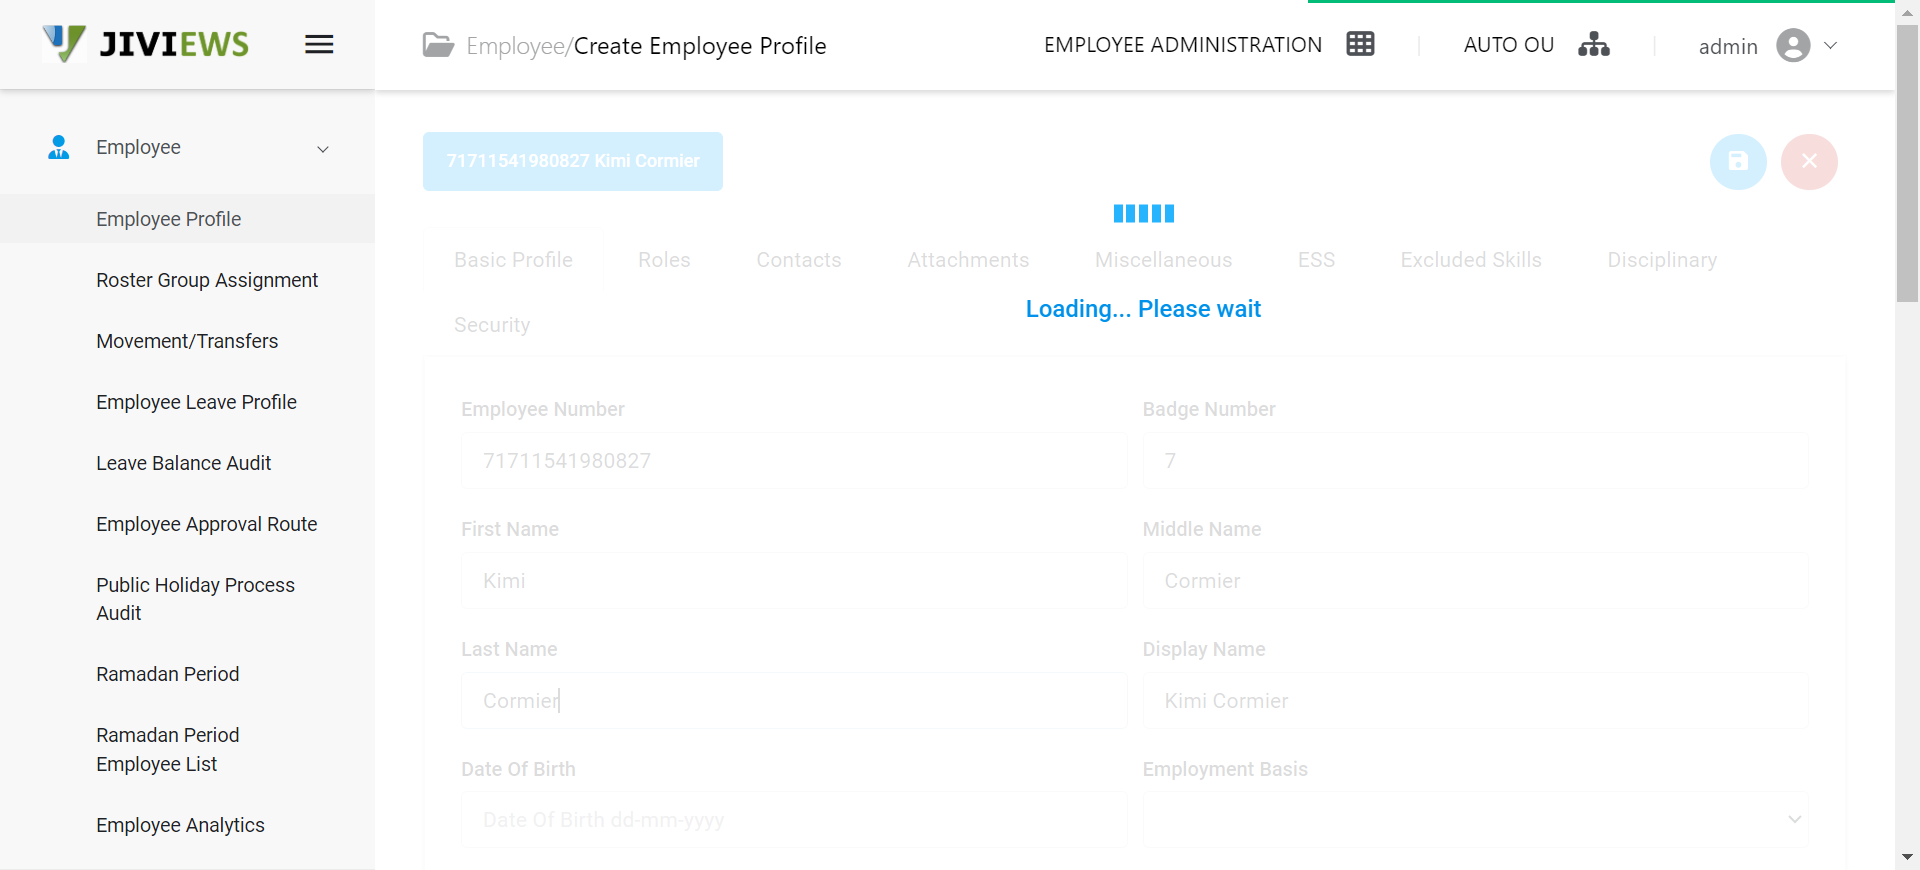 JIVIEWS
Employee/Create Employee Profile
EMPLOYEE ADMINISTRATION
AUTO OU
admin
Employee
Employee Profile
Roster Group Assignment
Movement/Transfers
Employee Leave Profile
Leave Balance Audit
Employee Approval Route
Public Holiday Process
Audit
Ramadan Period
Ramadan Period
Employee List
Employee Analytics
71711541980827 Kimi Cormier
Basic Profile
Roles
Contacts
Attachments
Miscellaneous
ESS
Excluded Skills
Disciplinary
Security
Loading... Please wait
Employee Number
Badge Number
71711541980827
7
First Name
Middle Name
Kimi
Cormier
Last Name
Display Name
Cormier
Kimi Cormier
Date Of Birth
Employment Basis
Date Of Birth dd-mm-yyyy